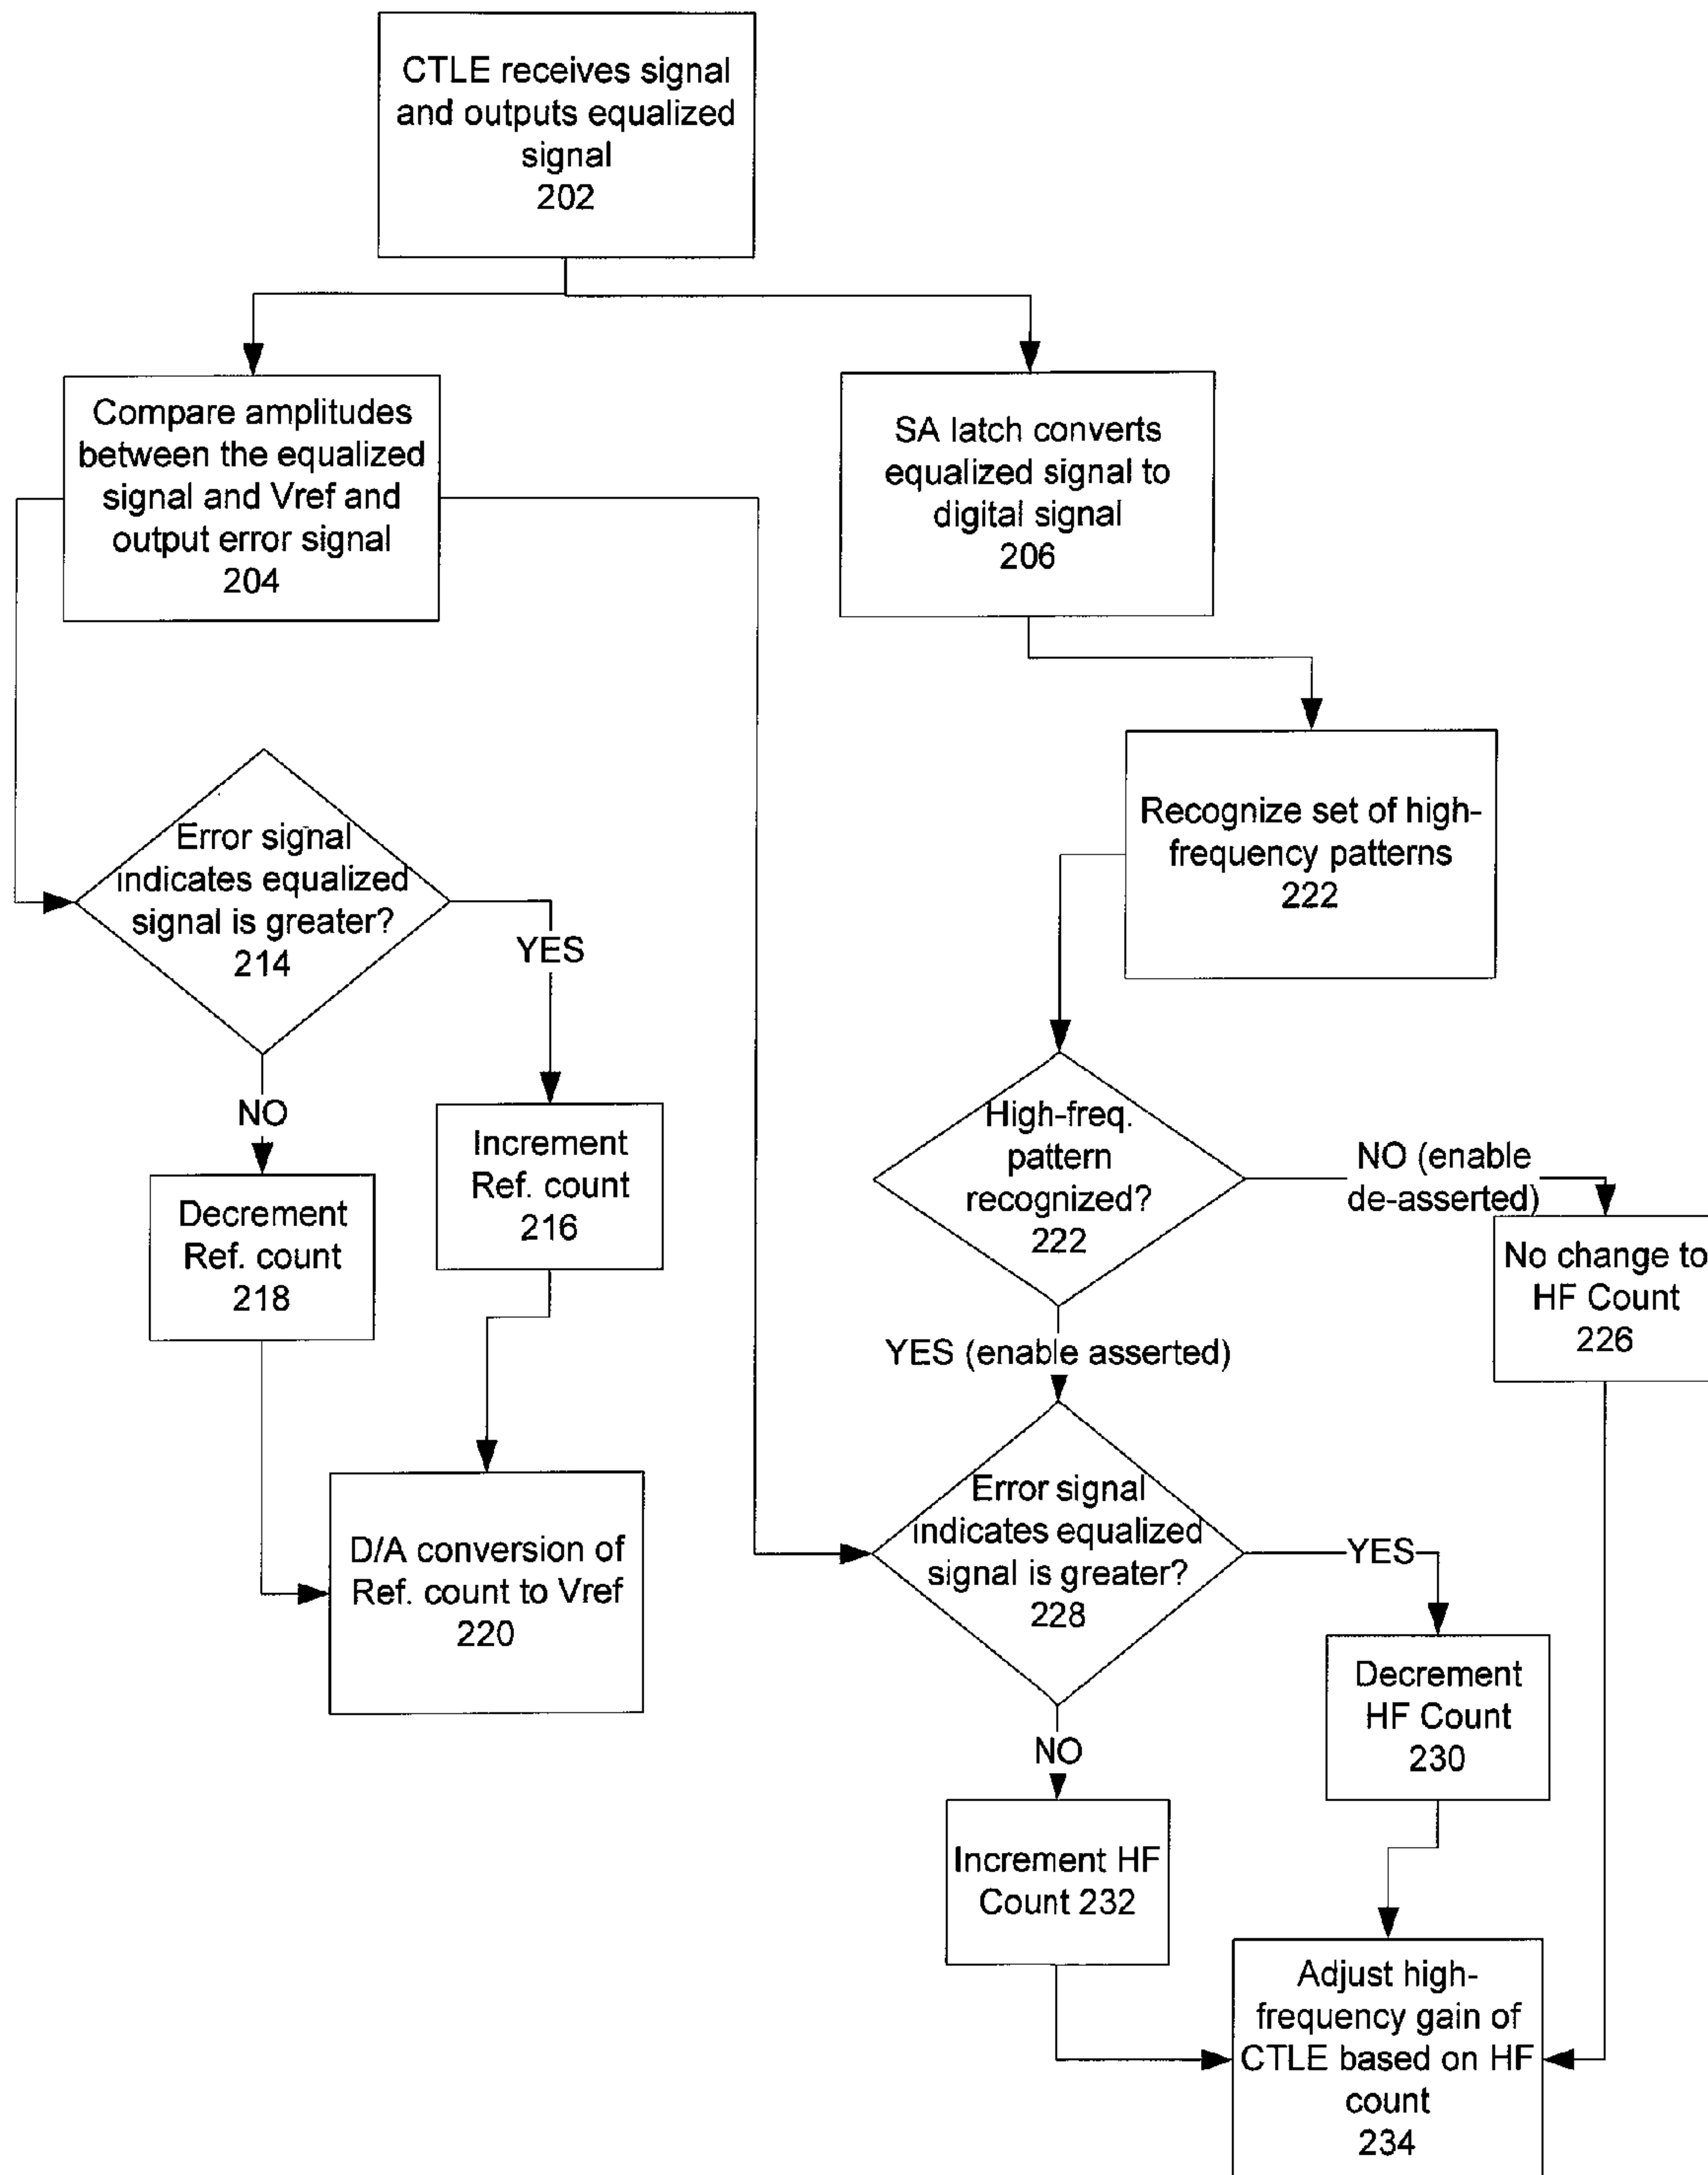 CTLE receives signal
and outputs equalized
signal
202
Compare amplitudes
between the equalized
signal and Vref and
output error signal
204
SA latch converts
equalized signal to
digital signal
206
Recognize set of high-
frequency patterns
222
Error signal
indicates equalized
signal is greater?
214
YES
NO
Increment
Ref. count
216
Decrement
Ref. count
218
D/A conversion of
Ref. count to Vref
220
High-freq.
pattern
recognized?
222
NO (enable
de-asserted)
No change to
HF Count
226
YES (enable asserted)
Error signal
indicates equalized
signal is greater?
228
YES
Decrement
HF Count
230
NO
Increment HF
Count 232
Adjust high-
frequency gain of
CTLE based on HF
count
234